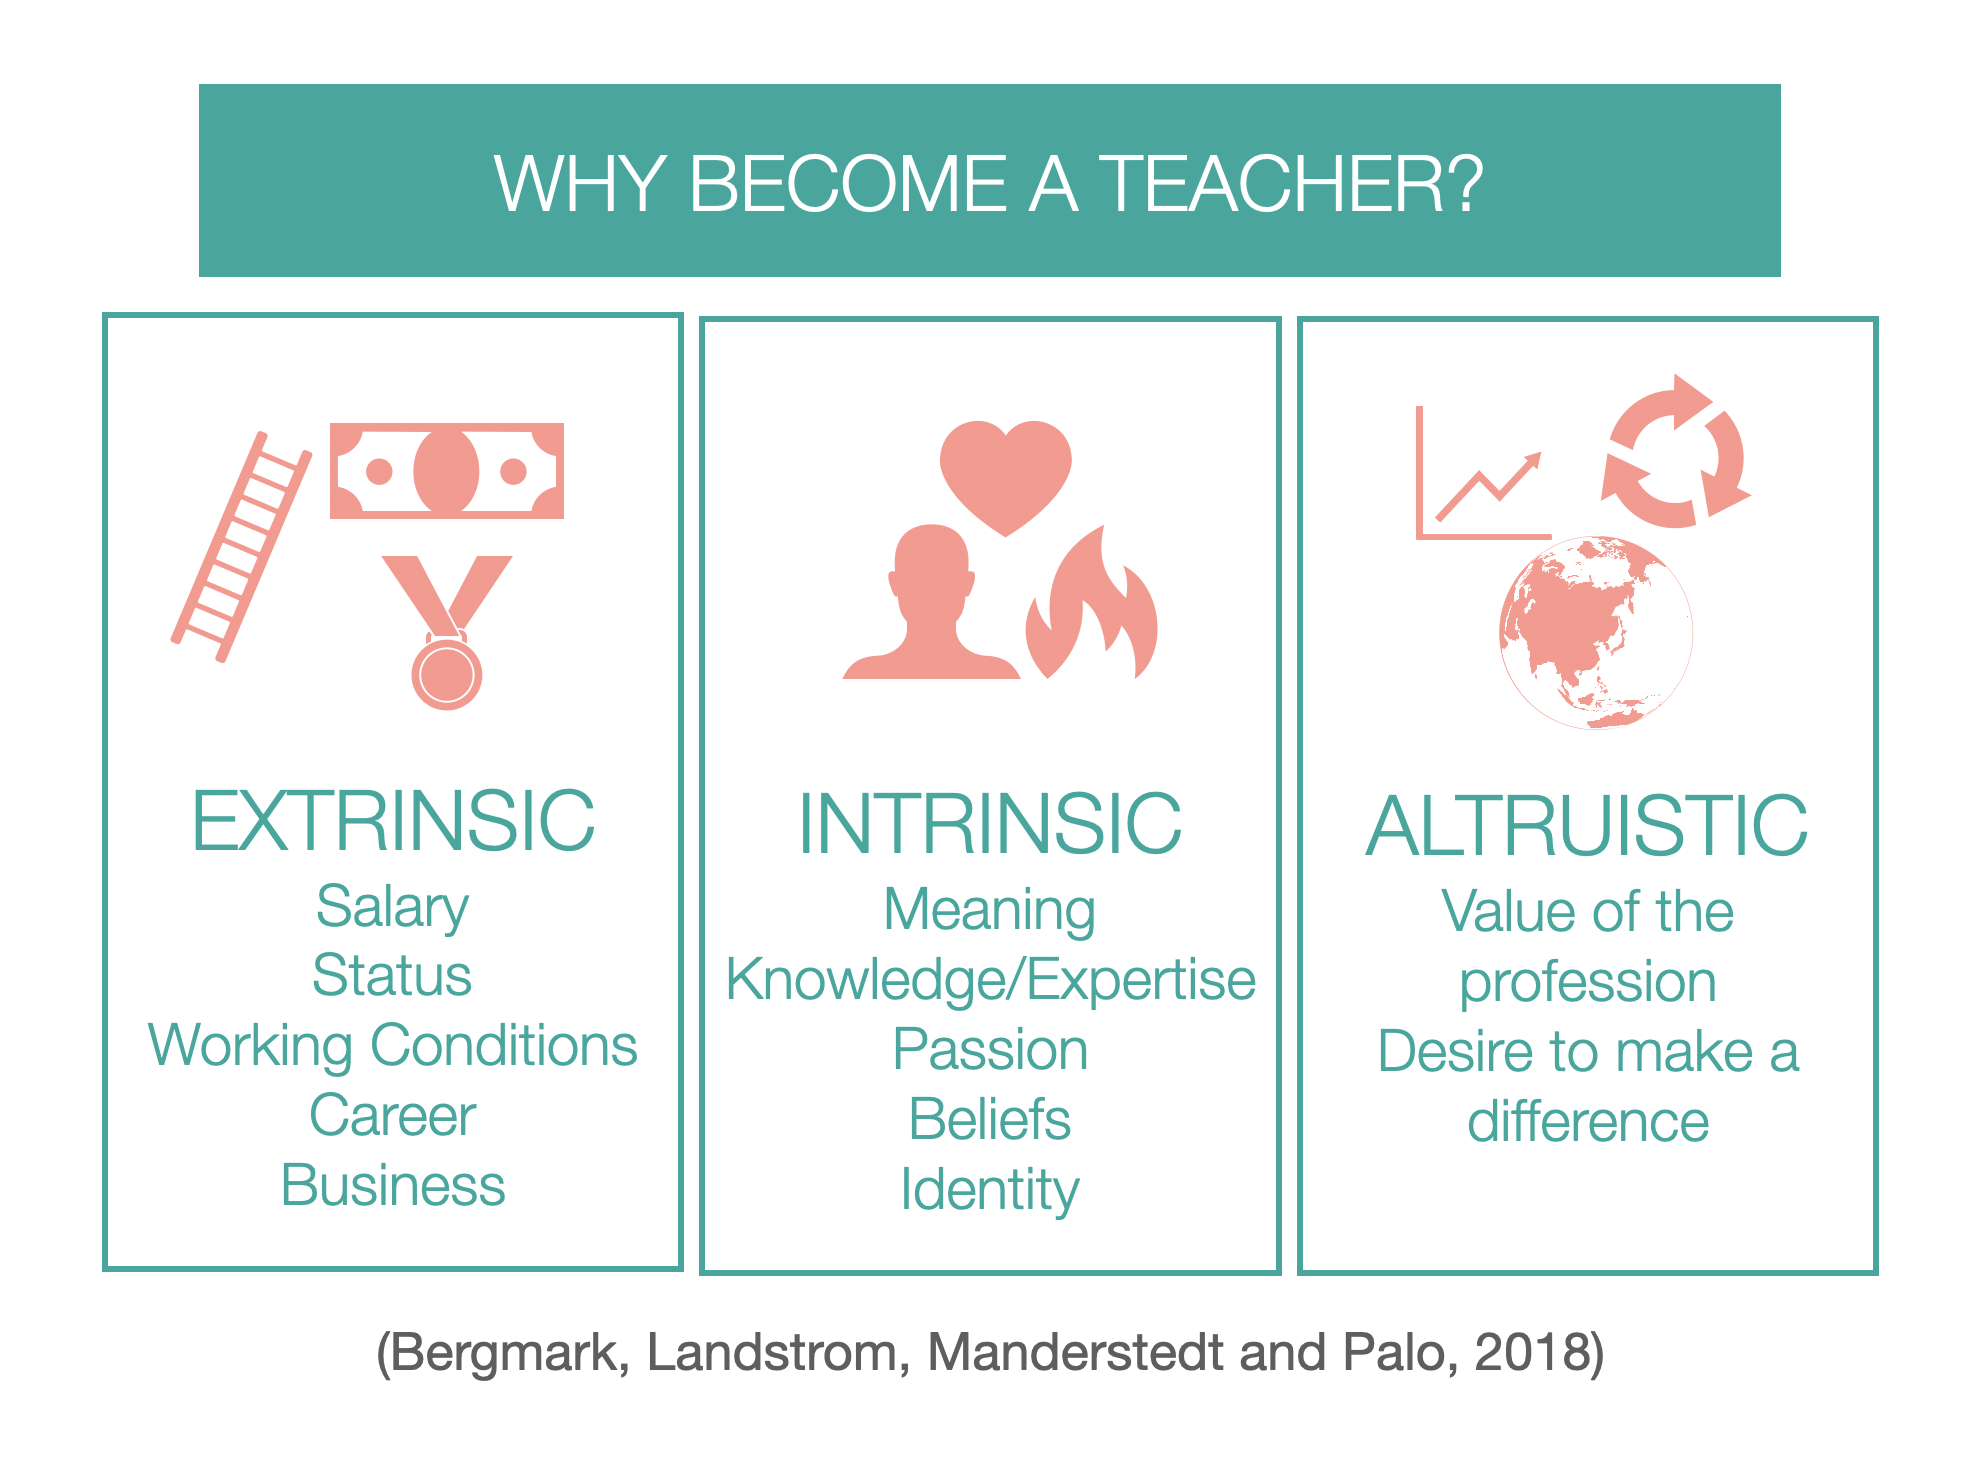 WHY BECOME A TEACHER?
EXTRINSIC
Salary
Status
Working Conditions
Career
Business
INTRINSIC
Meaning
Knowledge/Expertise
Passion
Beliefs
Identity
ALTRUISTIC
Value of the
profession
Desire to make a
difference
(Bergmark, Landstrom, Manderstedt and Palo, 2018)